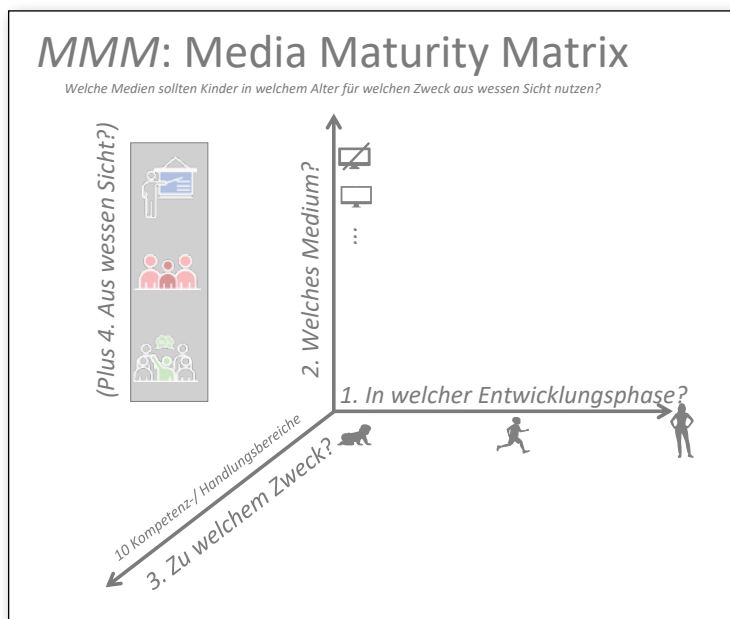 MMM: Media Maturity Matrix
Welche Medien sollten Kinder in welchem Alter für welchen Zweck aus wessen Sicht nutzen?
(Plus 4. Aus wessen Sicht?)
2. Welches Medium?
...
1. In welcher Entwicklungsphase?
10 Kompetenz-/ Handlungsbereiche
3. Zu welchem Zweck?